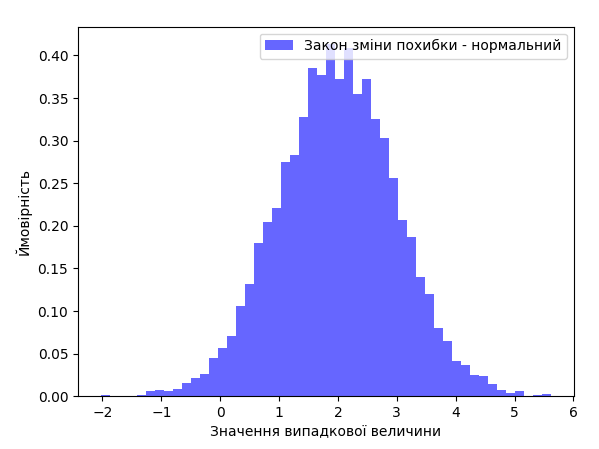 Закон зміни похибки - нормальний
0.40
0.35
0.30
0.25
0.20
0.15
0.10
0.05
0.00
Ймовірність
−2 −1 0 1 2 3 4 5 6
Значення випадкової величини